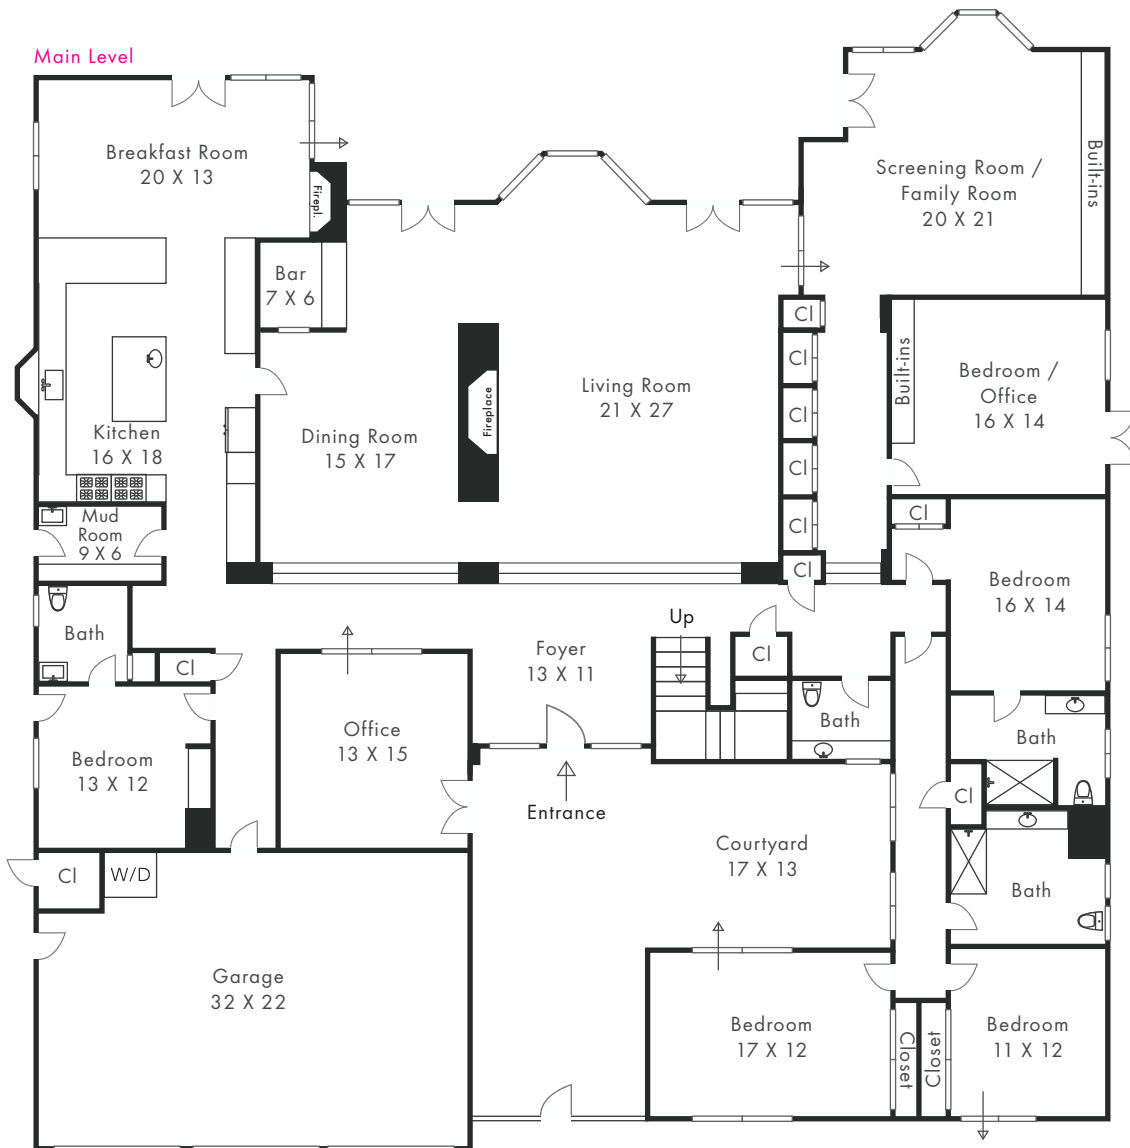 Main Level
Breakfast Room
20 X 13
Firepl.
Screening Room /
Family Room
20 X 21
Built-ins
Bar
7 X 6
Cl
Cl
Cl
Cl
Cl
Cl
Built-ins
Bedroom /
Office
16 X 14
Living Room
21 X 27
Fireplace
Dining Room
15 X 17
Kitchen
16 X 18
Mud
Room
9 X 6
Cl
Bedroom
16 X 14
Bath
Cl
Up
Foyer
13 X 11
Cl
Office
13 X 15
Bath
Bath
Bedroom
13 X 12
Entrance
Cl
Courtyard
17 X 13
Cl
W/D
Bath
Garage
32 X 22
Bedroom
17 X 12
Closet
Closet
Bedroom
11 X 12